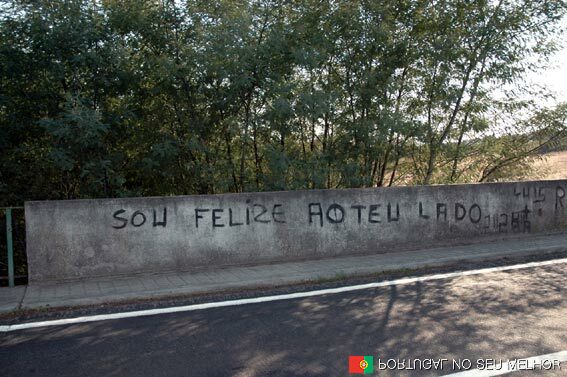 SOU FELIZE AOTEU LADO
PORTUGAL NO SEU MELHOR